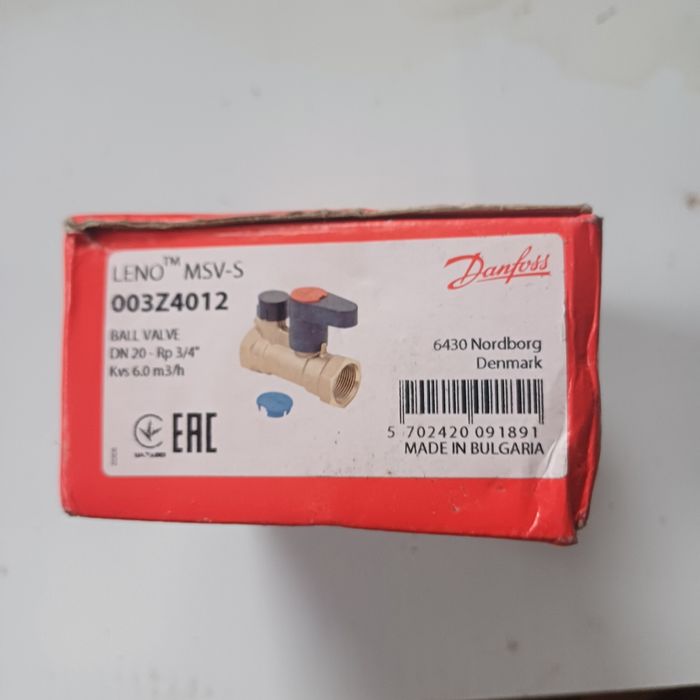 LENO™ MSV-S
003Z4012
BALL VALVE
DN 20 - Rp 3/4"
Kvs 6.0 m3/h
EAC
Danfoss
6430 Nordborg
Denmark
5 702420 091891
MADE IN BULGARIA